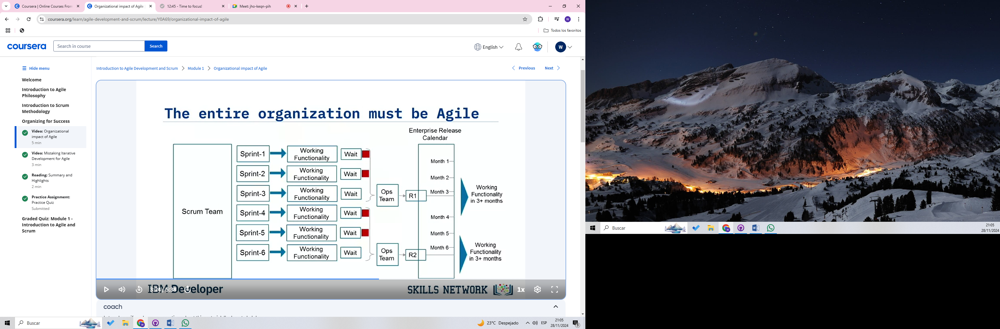 Coursera | Online Courses From
Organizational impact of Agile
12:45 - Time to focus!
Meet: jho-keqn-pih
coursera.org/learn/agile-development-and-scrum/lecture/Y0A69/organizational-impact-of-agile
W
Todos los favoritos
coursera
Search in course
Search
English
W
Hide menu
Introduction to Agile Development and Scrum
Module 1
Organizational impact of Agile
Previous
Next
Welcome
Introduction to Agile
Philosophy
Introduction to Scrum
Methodology
Organizing for Success
Video: Organizational
impact of Agile
5 min
Video: Mistaking Iterative
Development for Agile
3 min
Reading: Summary and
Highlights
2 min
Practice Assignment:
Practice Quiz
Submitted
Graded Quiz: Module 1 -
Introduction to Agile and
Scrum
The entire organization must be Agile
Enterprise Release
Calendar
Scrum Team
Sprint-1
Working
Functionality
Wait
Sprint-2
Working
Functionality
Wait
Sprint-3
Working
Functionality
Wait
Sprint-4
Working
Functionality
Wait
Sprint-5
Working
Functionality
Wait
Sprint-6
Working
Functionality
Wait
Ops
Team
R1
Ops
Team
R2
Month 1
Month 2
Month 3
Month 4
Month 5
Month 6
Working
Functionality
in 3+ months
Working
Functionality
in 3+ months
IBM Developer
3:24 / 5:38
10
10
SKILLS NETWORK
1x
coach
Buscar
23°C Despejado
ESP
21:05
28/11/2024
3
Buscar
21:05
28/11/2024